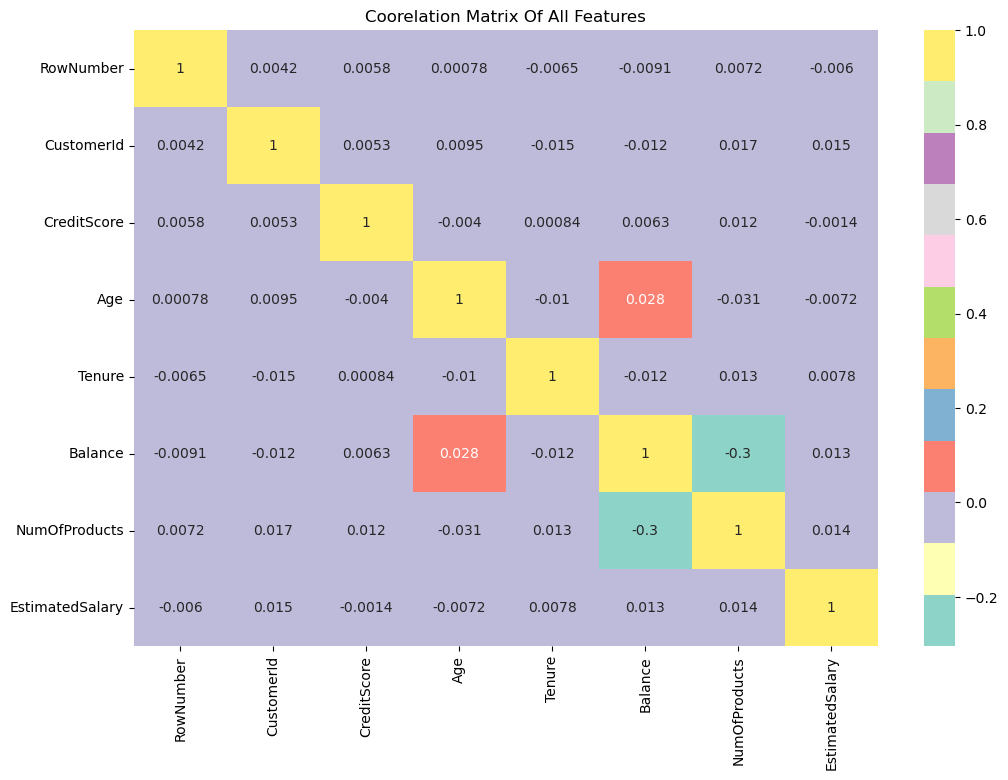 Coorelation Matrix Of All Features
RowNumber 1 0.0042 0.0058 0.00078 -0.0065 -0.0091 0.0072 -0.006
CustomerId 0.0042 1 0.0053 0.0095 -0.015 -0.012 0.017 0.015
CreditScore 0.0058 0.0053 1 -0.004 0.00084 0.0063 0.012 -0.0014
Age 0.00078 0.0095 -0.004 1 -0.01 0.028 -0.031 -0.0072
Tenure -0.0065 -0.015 0.00084 -0.01 1 -0.012 0.013 0.0078
Balance -0.0091 -0.012 0.0063 0.028 -0.012 1 -0.3 0.013
NumOfProducts 0.0072 0.017 0.012 -0.031 0.013 -0.3 1 0.014
EstimatedSalary -0.006 0.015 -0.0014 -0.0072 0.0078 0.013 0.014 1
RowNumber
CustomerId
CreditScore
Age
Tenure
Balance
NumOfProducts
EstimatedSalary
1.0
0.8
0.6
0.4
0.2
0.0
−0.2